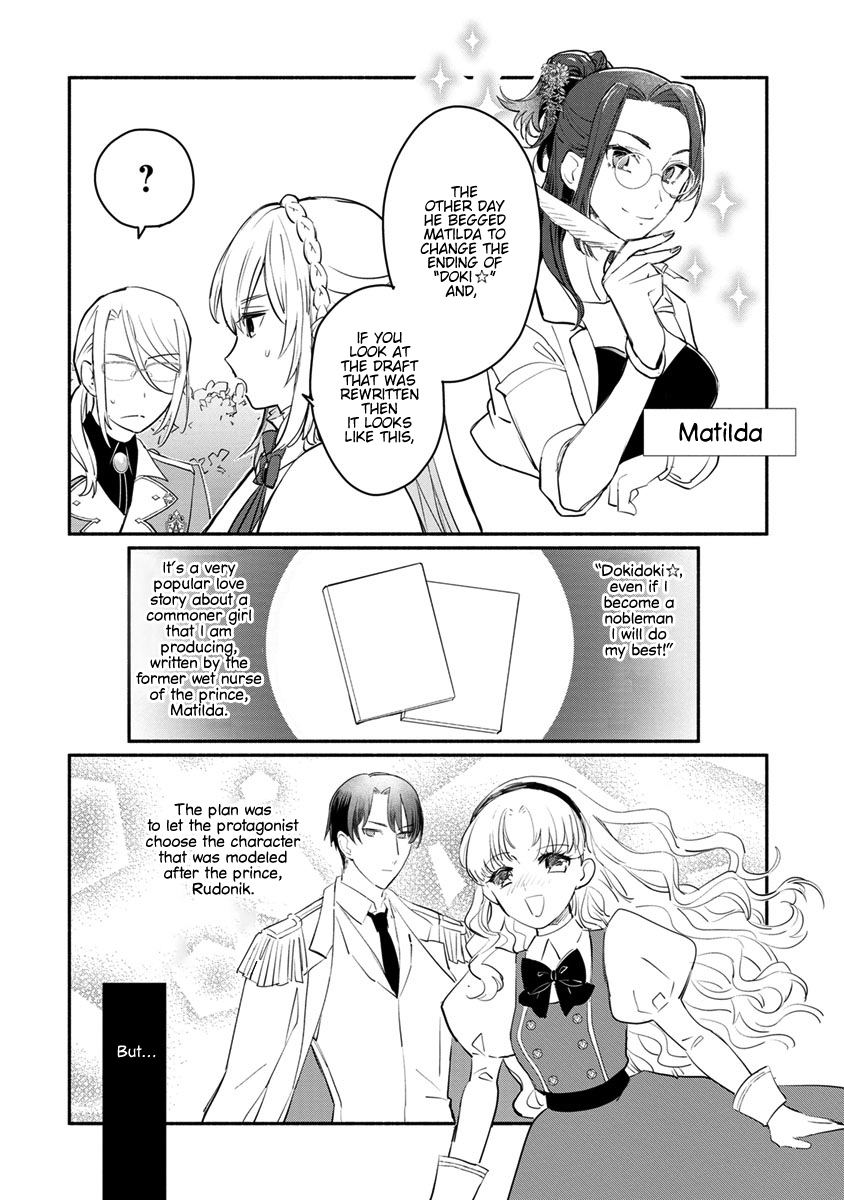 THE
OTHER DAY
HE BEGGED
MATILDA TO
CHANGE THE
ENDING OF
"DOKI☆"
AND,
IF YOU
LOOK AT
THE DRAFT
THAT WAS
REWRITTEN
THEN
IT LOOKS
LIKE THIS,
?
Matilda
"Dokidoki☆,
even if I
become a
nobleman
I will do
my best!"
It's a very
popular love
story about a
commoner girl
that I am
producing,
written by the
former wet nurse
of the prince,
Matilda.
The plan was
to let the protagonist
choose the character
that was modeled
after the prince,
Rudonik.
But...